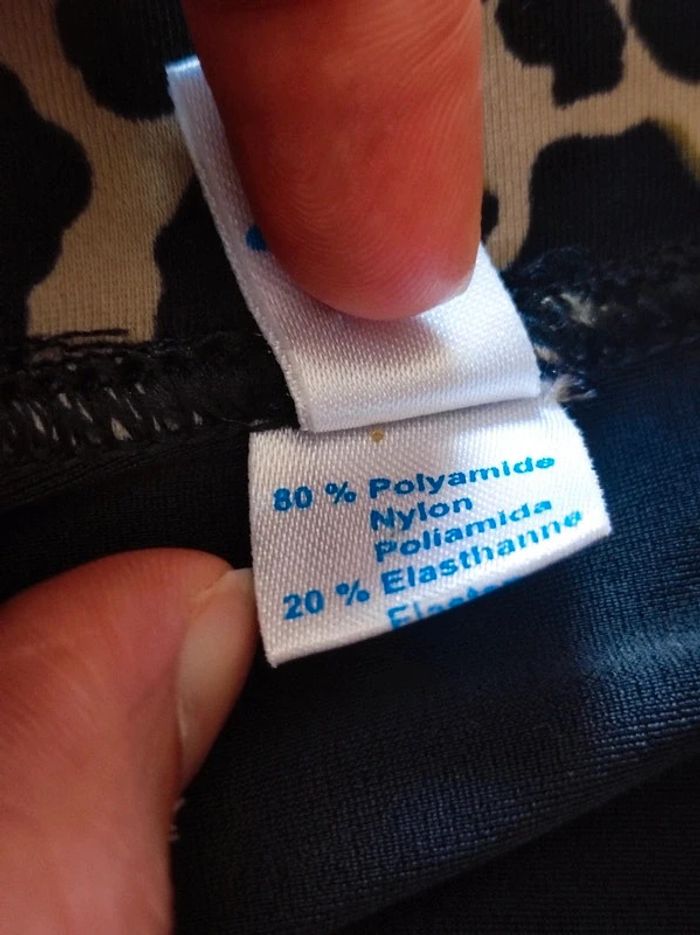 80 % Polyamide
Nylon
Poliamida
20 % Elasthanne